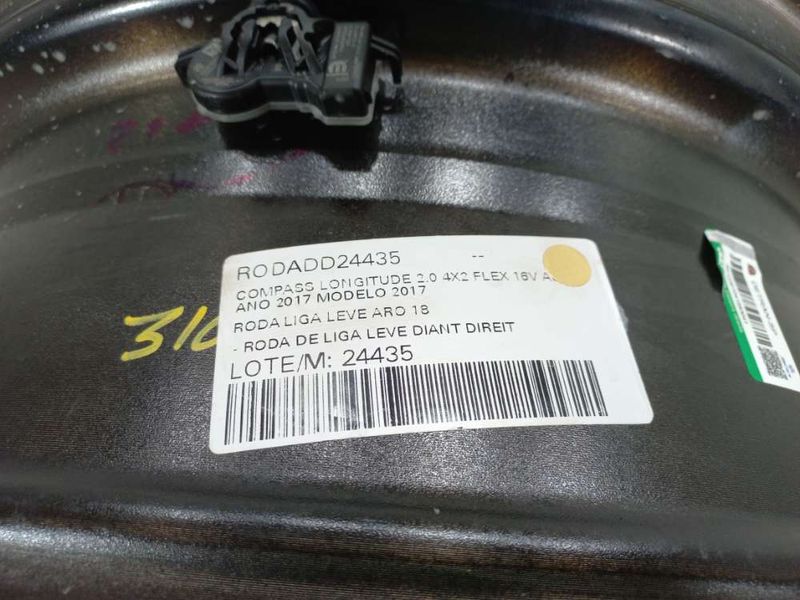 RODADD24435 --
COMPASS LONGITUDE 2.0 4X2 FLEX 16V
ANO 2017 MODELO 2017
RODA LIGA LEVE ARO 18
- RODA DE LIGA LEVE DIANT DIREIT
LOTE/M: 24435